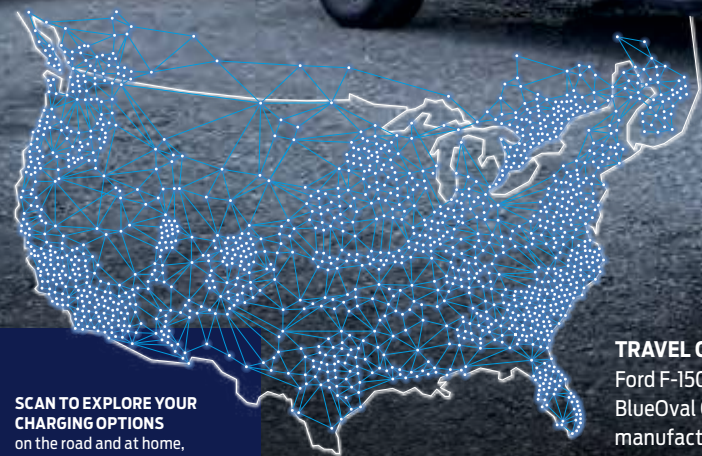 SCAN TO EXPLORE YOUR
CHARGING OPTIONS
on the road and at home,
TRAVEL
Ford F-150
BlueOval